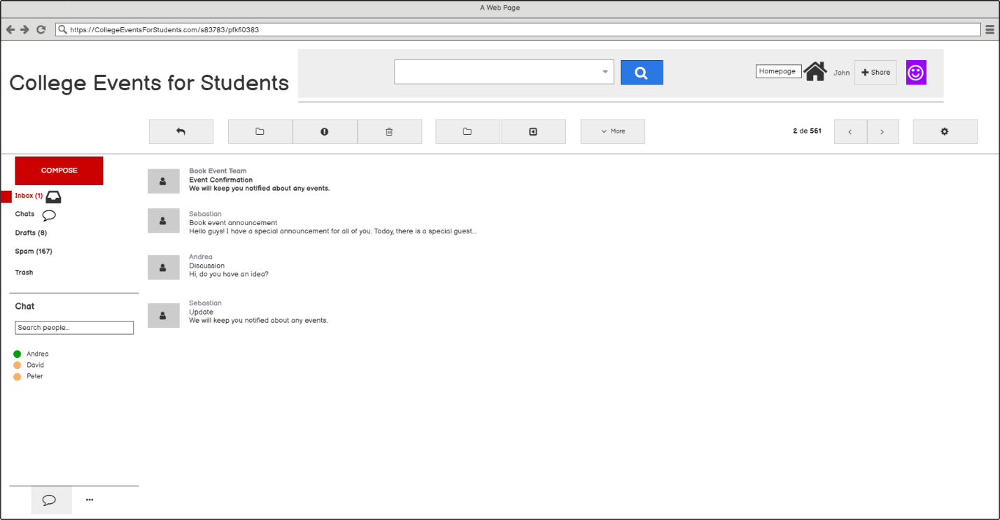 A Web Page
https://CollegeEventsForStudents.com/s83783/pfkfi0383
College Events for Students
Homepage
John
Share
More
2 de 561
COMPOSE
Inbox (1)
Chats
Drafts (8)
Spam (167)
Trash
Book Event Team
Event Confirmation
We will keep you notified about any events.
Sebastian
Book event announcement
Hello guys! I have a special announcement for all of you. Today, there is a special guest...
Andrea
Discussion
Hi, do you have an idea?
Sebastian
Update
We will keep you notified about any events.
Chat
Search people...
Andrea
David
Peter